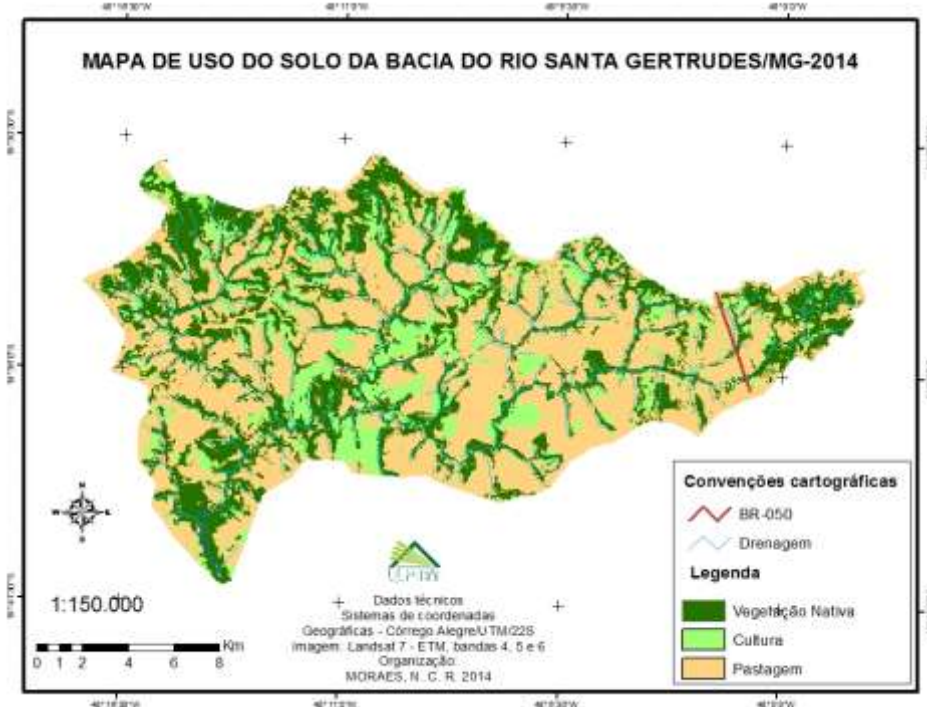 MAPA DE USO DO SOLO DA BACIA DO RIO SANTA GERTRUDES/MG-2014
N
W
L
S
1:150.000
Km
0 1 2 4 6 8
Dados técnicos
Sistemas de coordenadas
Geográficas - Córrego Alegre/UTM/22S
imagem: Landsat 7 - ETM, bandas 4, 5 e 6
Organização:
MORAES, N. C. R. 2014
Convenções cartográficas
BR-050
Drenagem
Legenda
Vegetação Nativa
Cultura
Pastagem